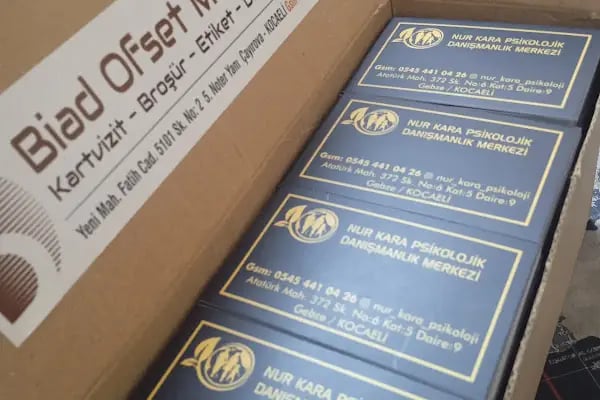 Biad Ofset M
Kartvizit - Broşür - Etiket - D
Yeni Mah. Fatih Cad. 5101 Sk. No: 2 5. Noter Yanı Çayırova - KOCAELİ
NUR KARA PSİKOLOJİK
DANIŞMANLIK MERKEZİ
Gsm: 0545 441 04 26 @ nur_kara_psikoloji
Atatürk Mah. 372 Sk. No:6 Kat:5 Daire:9
Gebze / KOCAELİ
NUR KARA PSİKOLOJİK
DANIŞMANLIK MERKEZİ
Gsm: 0545 441 04 26 @ nur_kara_psikoloji
Atatürk Mah. 372 Sk. No:6 Kat:5 Daire:9
Gebze / KOCAELİ
NUR KARA PSİKOLOJİK
DANIŞMANLIK MERKEZİ
Gsm: 0545 441 04 26 @ nur_kara_psikoloji
Atatürk Mah. 372 Sk. No:6 Kat:5 Daire:9
Gebze / KOCAELİ
NUR KARA PSİKOLOJİK
DANIŞMANLIK MERKEZİ